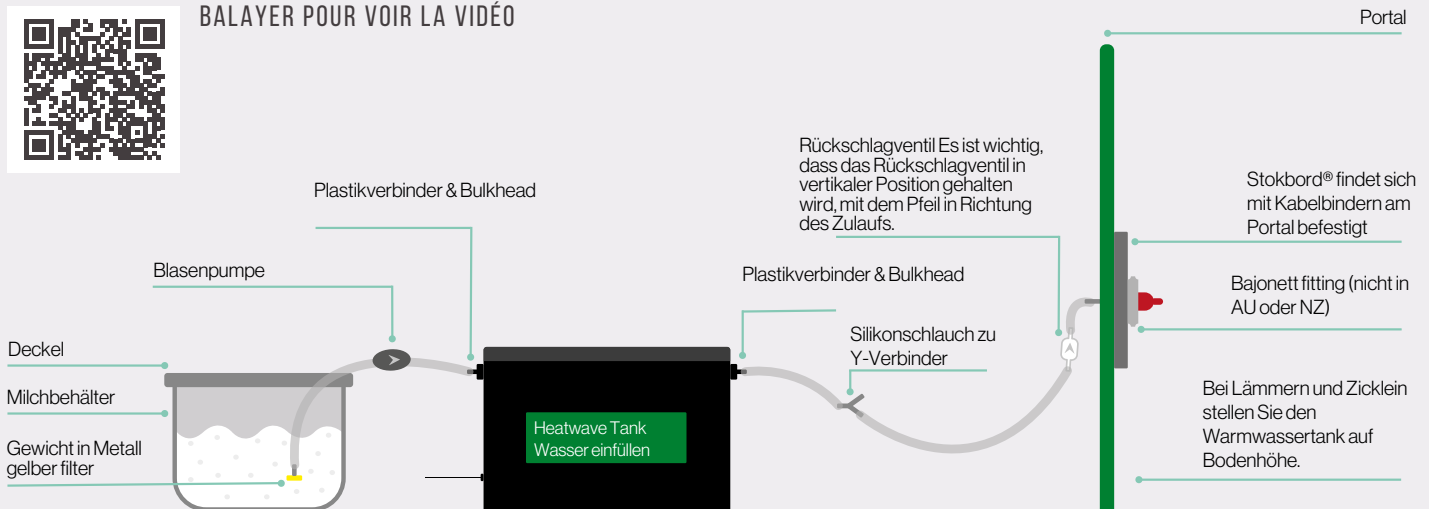 BALAYER POUR VOIR LA VIDÉO
Portal
Rückschlagventil Es ist wichtig,
dass das Rückschlagventil in
vertikaler Position gehalten
wird, mit dem Pfeil in Richtung
des Zulaufs.
Stokbord® findet sich
mit Kabelbindern am
Portal befestigt
Plastikverbinder & Bulkhead
Blasenpumpe
Plastikverbinder & Bulkhead
Bajonett fitting (nicht in
AU oder NZ)
Silikonschlauch zu
Y-Verbinder
Deckel
Milchbehälter
Gewicht in Metall
gelber filter
Heatwave Tank
Wasser einfüllen
Bei Lämmern und Zicklein
stellen Sie den
Warmwassertank auf
Bodenhöhe.